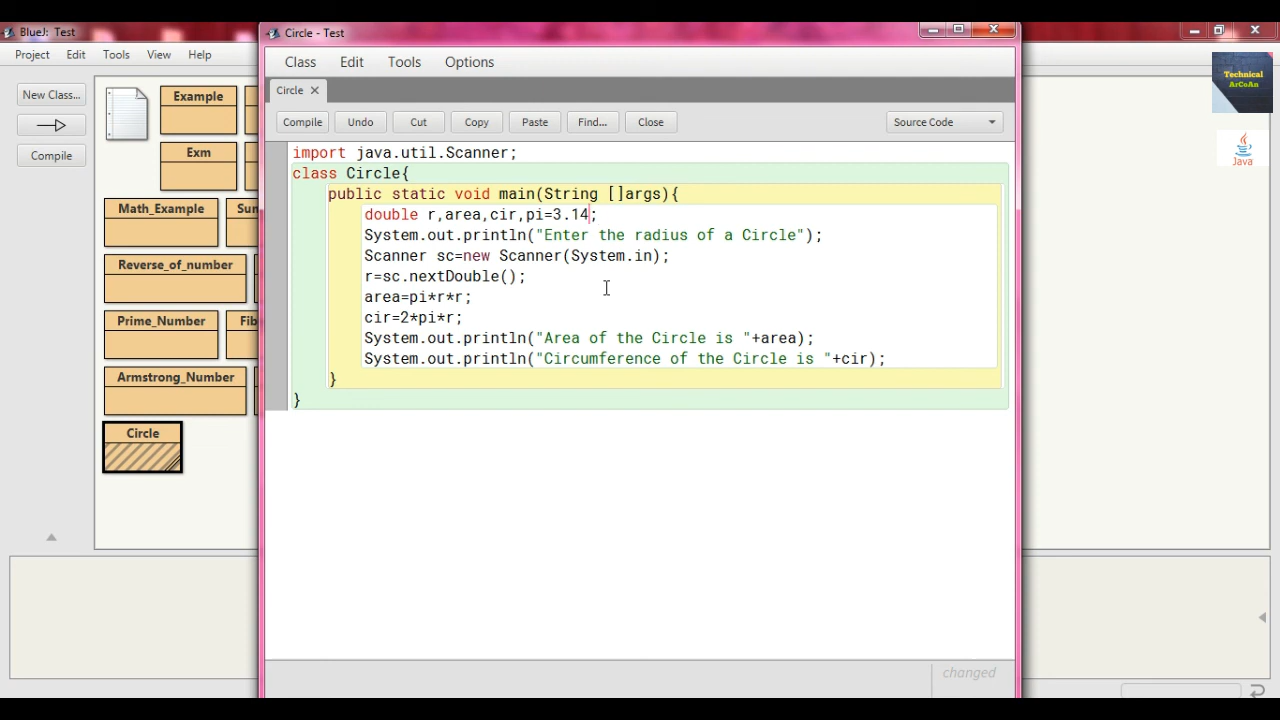 BlueJ: Test
Project Edit Tools View Help
New Class...
Compile
Example
Exm
Math_Example
Sun
Reverse_of_number
Prime_Number
Fib
Armstrong_Number
Circle
Circle - Test
Class Edit Tools Options
Circle
Compile Undo Cut Copy Paste Find... Close Source Code
import java.util.Scanner;
class Circle{
public static void main(String []args){
double r,area,cir,pi=3.14;
System.out.println("Enter the radius of a Circle");
Scanner sc=new Scanner(System.in);
r=sc.nextDouble();
area=pi*r*r;
cir=2*pi*r;
System.out.println("Area of the Circle is "+area);
System.out.println("Circumference of the Circle is "+cir);
}
}
changed
Technical
ArCoAn
Java